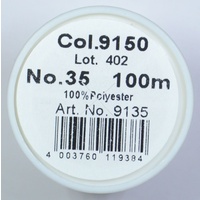 Col.9150
Lot. 402
No.35 100m
100%Polyester
Art. No. 9135
4 003760 119384